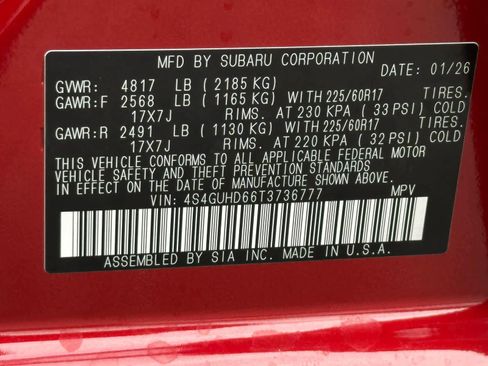 MFD BY SUBARU CORPORATION
DATE: 01/26
GVWR: 4817 LB (2185 KG)
GAWR:F 2568 LB (1165 KG) WITH 225/60R17 TIRES.
17X7J RIMS. AT 230 KPA (33 PSI) COLD
GAWR:R 2491 LB (1130 KG) WITH 225/60R17 TIRES.
17X7J RIMS. AT 220 KPA (32 PSI) COLD
THIS VEHICLE CONFORMS TO ALL APPLICABLE FEDERAL MOTOR
VEHICLE SAFETY AND THEFT PREVENTION STANDARDS
IN EFFECT ON THE DATE OF MANUFACTURE SHOWN ABOVE.
VIN: 4S4GUHD66T3736777 MPV
ASSEMBLED BY SIA INC. MADE IN U.S.A.